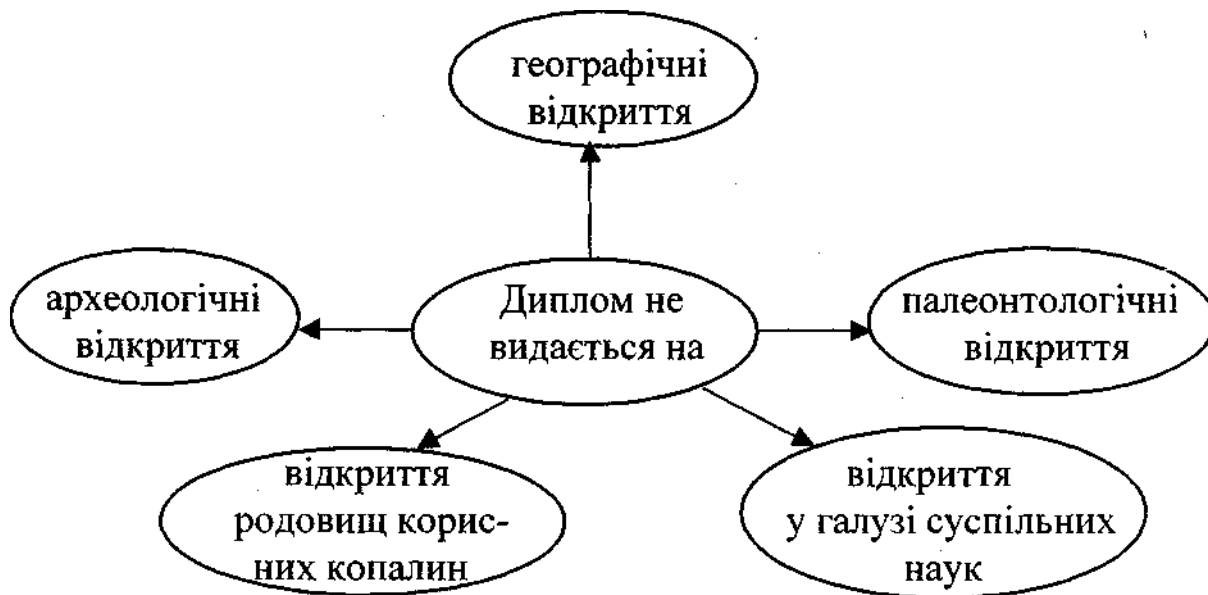 географічні
відкриття
археологічні
відкриття
Диплом не
видається на
палеонтологічні
відкриття
відкриття
родовищ корис-
них копалин
відкриття
у галузі суспільних
наук